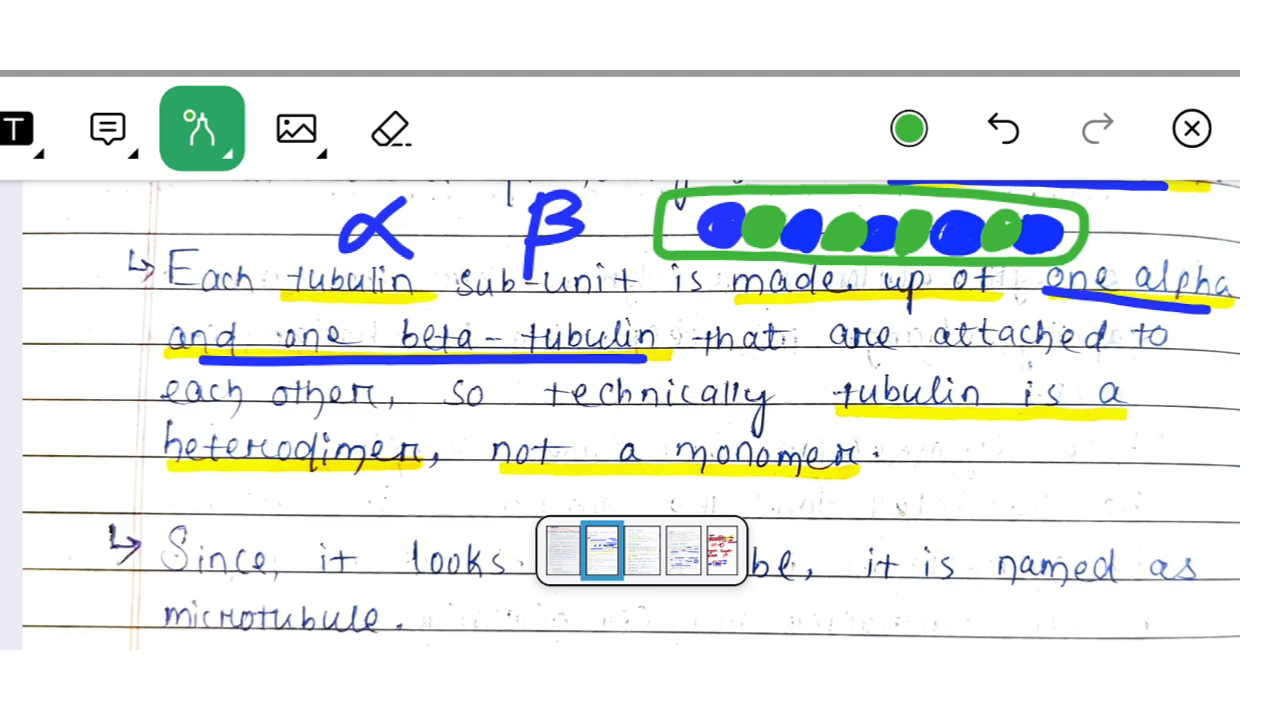 T
α β
Each tubulin sub-unit is made up of one alpha
and one beta-tubulin that are attached to
each other, so technically tubulin is a
heterodimer, not a monomer.
Since, it looks be, it is named as
microtubule.